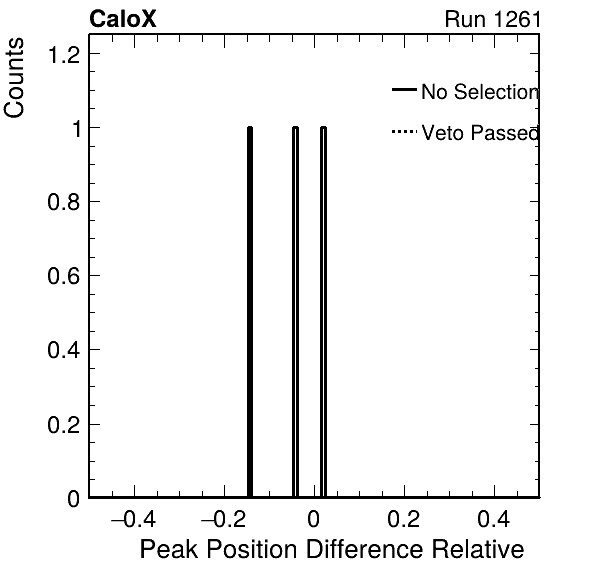 CaloX Run 1261
Counts
1.2
1
0.8
0.6
0.4
0.2
0
No Selection
Veto Passed
−0.4 −0.2 0 0.2 0.4
Peak Position Difference Relative